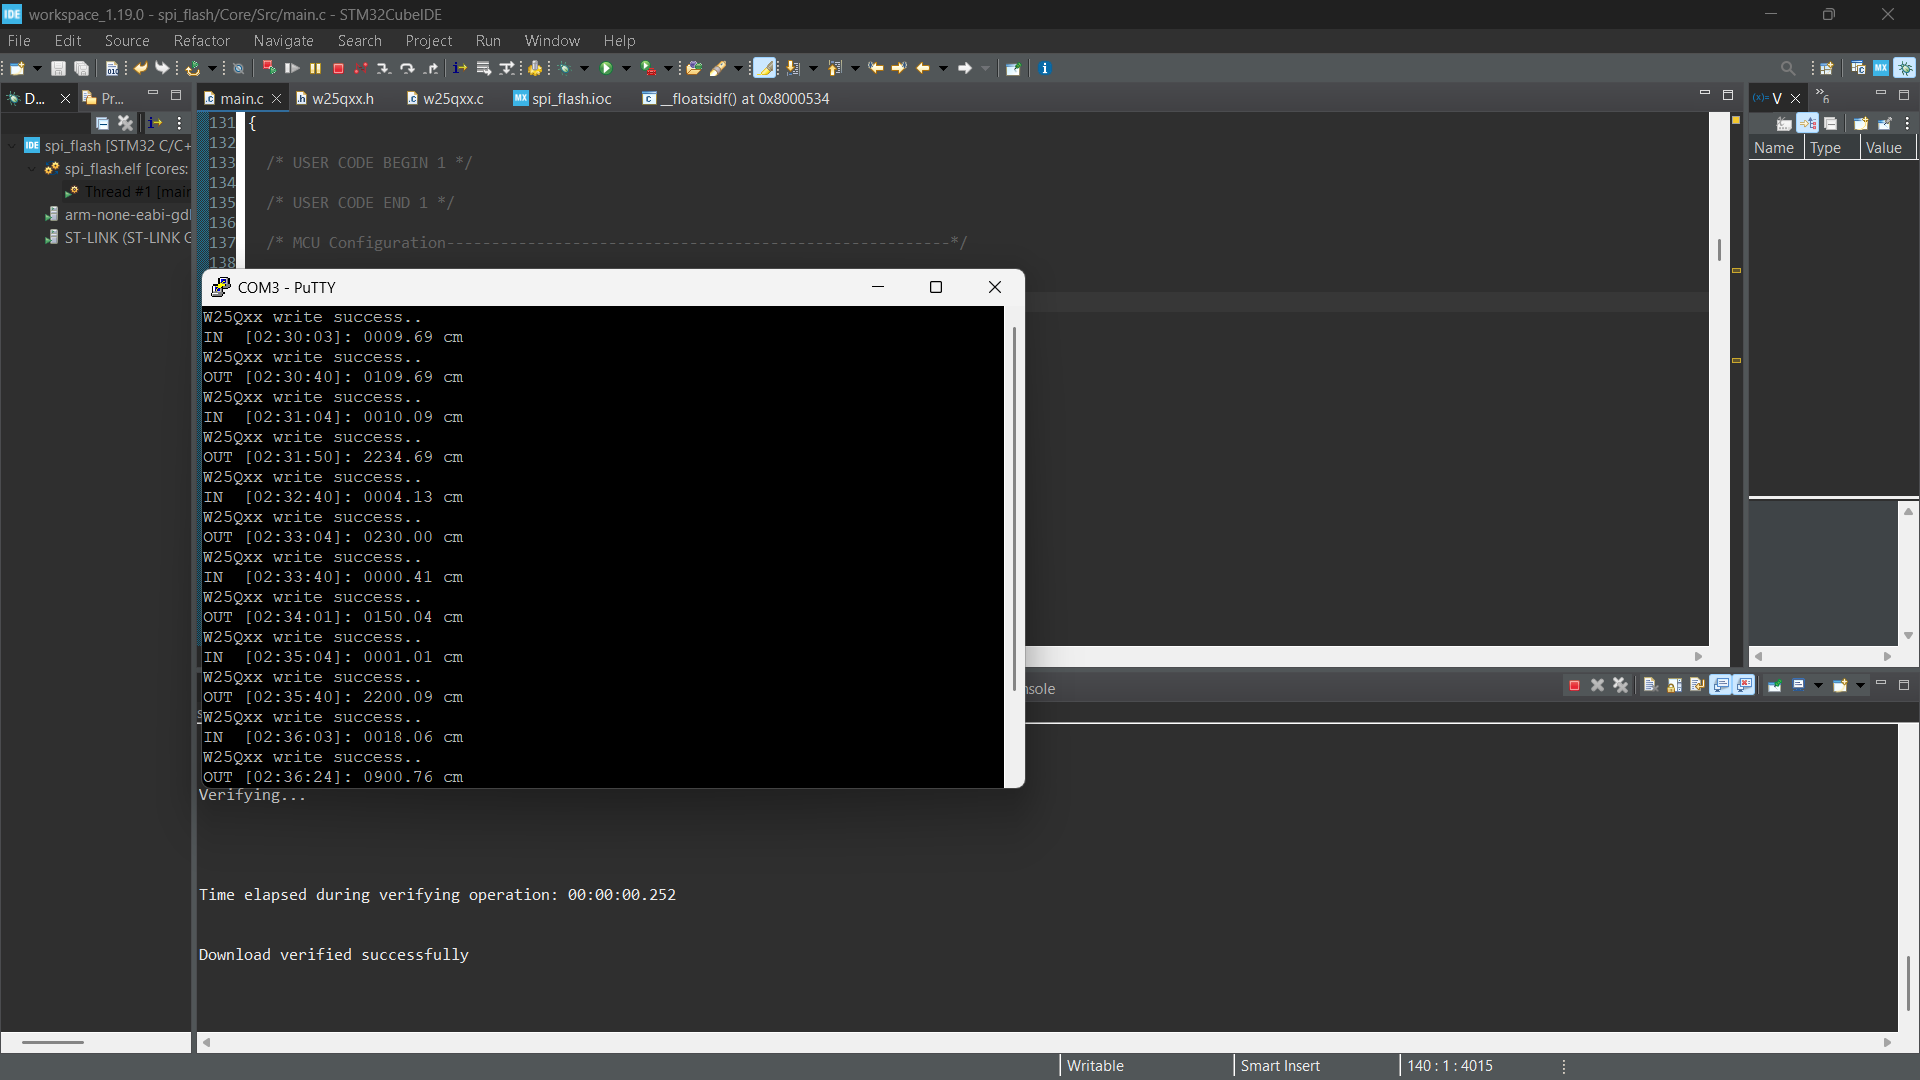 IDE workspace_1.19.0 - spi_flash/Core/Src/main.c - STM32CubeIDE
File Edit Source Refactor Navigate Search Project Run Window Help
D... Pr... main.c w25qxx.h w25qxx.c MX spi_flash.ioc __floatsidf() at 0x8000534 (x)= V »6
IDE spi_flash [STM32 C/C+
spi_flash.elf [cores:
Thread #1 [mair
arm-none-eabi-gdl
ST-LINK (ST-LINK G
131 {
132
133 /* USER CODE BEGIN 1 */
134
135 /* USER CODE END 1 */
136
137 /* MCU Configuration--------------------------------------------------------*/
138
Name Type Value
COM3 - PuTTY
W25Qxx write success..
IN [02:30:03]: 0009.69 cm
W25Qxx write success..
OUT [02:30:40]: 0109.69 cm
W25Qxx write success..
IN [02:31:04]: 0010.09 cm
W25Qxx write success..
OUT [02:31:50]: 2234.69 cm
W25Qxx write success..
IN [02:32:40]: 0004.13 cm
W25Qxx write success..
OUT [02:33:04]: 0230.00 cm
W25Qxx write success..
IN [02:33:40]: 0000.41 cm
W25Qxx write success..
OUT [02:34:01]: 0150.04 cm
W25Qxx write success..
IN [02:35:04]: 0001.01 cm
W25Qxx write success..
OUT [02:35:40]: 2200.09 cm
W25Qxx write success..
IN [02:36:03]: 0018.06 cm
W25Qxx write success..
OUT [02:36:24]: 0900.76 cm
nsole
Verifying...
Time elapsed during verifying operation: 00:00:00.252
Download verified successfully
Writable Smart Insert 140 : 1 : 4015